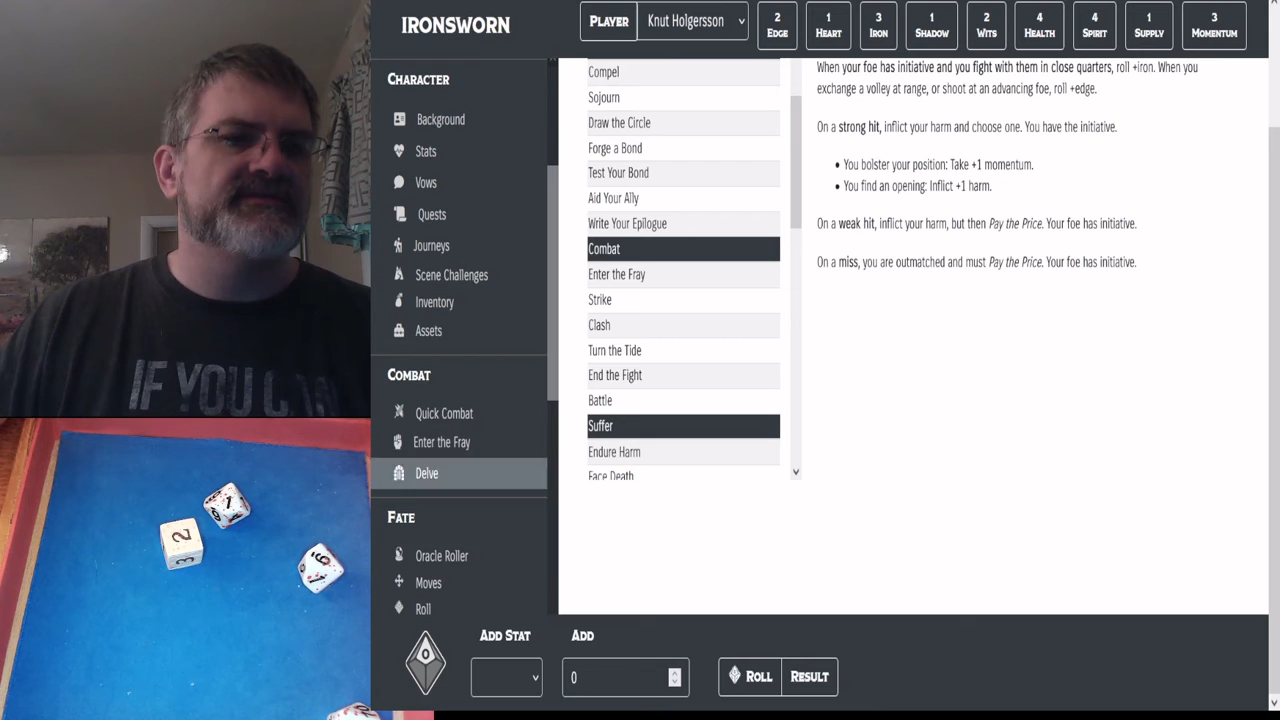 IRONSWORN
PLAYER
Knut Holgersson
2
EDGE
1
HEART
3
IRON
1
SHADOW
2
WITS
4
HEALTH
4
SPIRIT
1
SUPPLY
3
MOMENTUM
CHARACTER
Background
Stats
Vows
Quests
Journeys
Scene Challenges
Inventory
Assets
COMBAT
Quick Combat
Enter the Fray
Delve
FATE
Oracle Roller
Moves
Roll
Compel
Sojourn
Draw the Circle
Forge a Bond
Test Your Bond
Aid Your Ally
Write Your Epilogue
Combat
Enter the Fray
Strike
Clash
Turn the Tide
End the Fight
Battle
Suffer
Endure Harm
Face Death
When your foe has initiative and you fight with them in close quarters, roll +iron. When you
exchange a volley at range, or shoot at an advancing foe, roll +edge.
On a strong hit, inflict your harm and choose one. You have the initiative.
• You bolster your position: Take +1 momentum.
• You find an opening: Inflict +1 harm.
On a weak hit, inflict your harm, but then Pay the Price. Your foe has initiative.
On a miss, you are outmatched and must Pay the Price. Your foe has initiative.
0
ADD STAT
ADD
0
ROLL
RESULT
IF YOU C
2
3
1
9
1